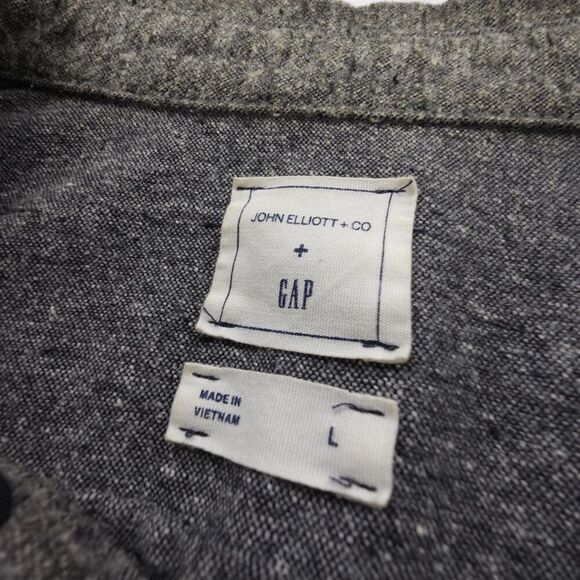 JOHN ELLIOTT + CO
+
GAP
MADE IN
VIETNAM
L